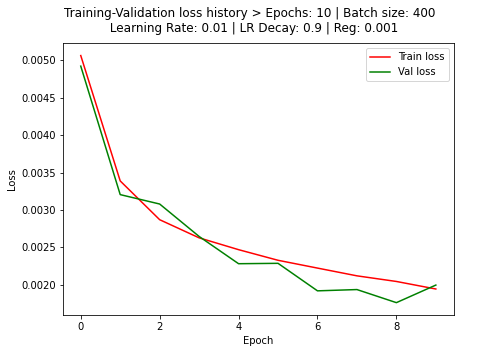 Training-Validation loss history > Epochs: 10 | Batch size: 400
Learning Rate: 0.01 | LR Decay: 0.9 | Reg: 0.001
Train loss
Val loss
0.0050
0.0045
0.0040
0.0035
0.0030
0.0025
0.0020
Loss
0 2 4 6 8
Epoch